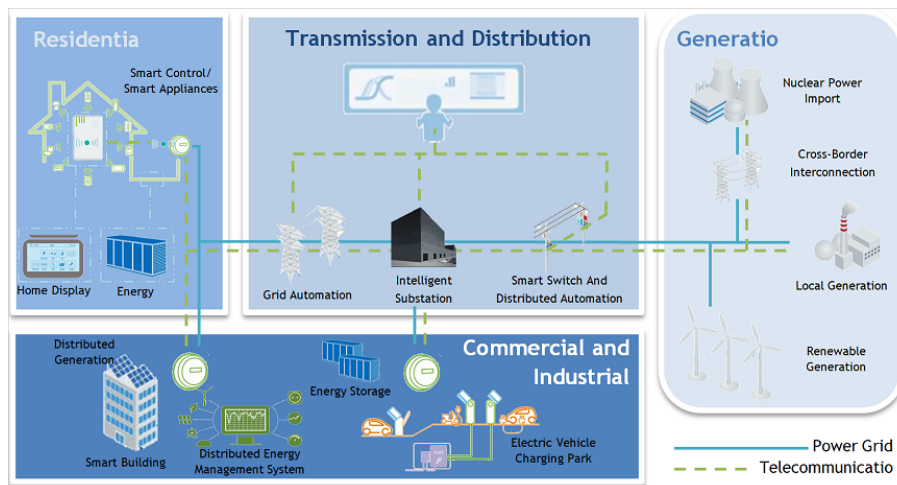 Residentia
Smart Control/
Smart Appliances
Home Display
Energy
Transmission and Distribution
Grid Automation
Intelligent
Substation
Smart Switch And
Distributed Automation
Generatio
Nuclear Power
Import
Cross-Border
Interconnection
Local Generation
Renewable
Generation
Commercial and
Industrial
Distributed
Generation
Smart Building
Distributed Energy
Management System
Energy Storage
Electric Vehicle
Charging Park
Power Grid
Telecommunicatio